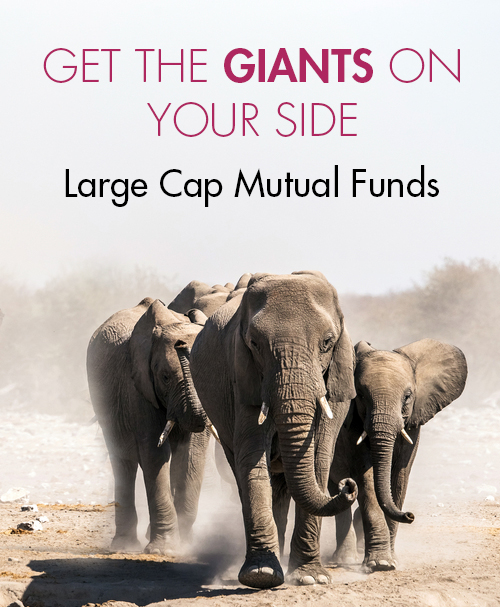 GET THE GIANTS ON
YOUR SIDE
Large Cap Mutual Funds